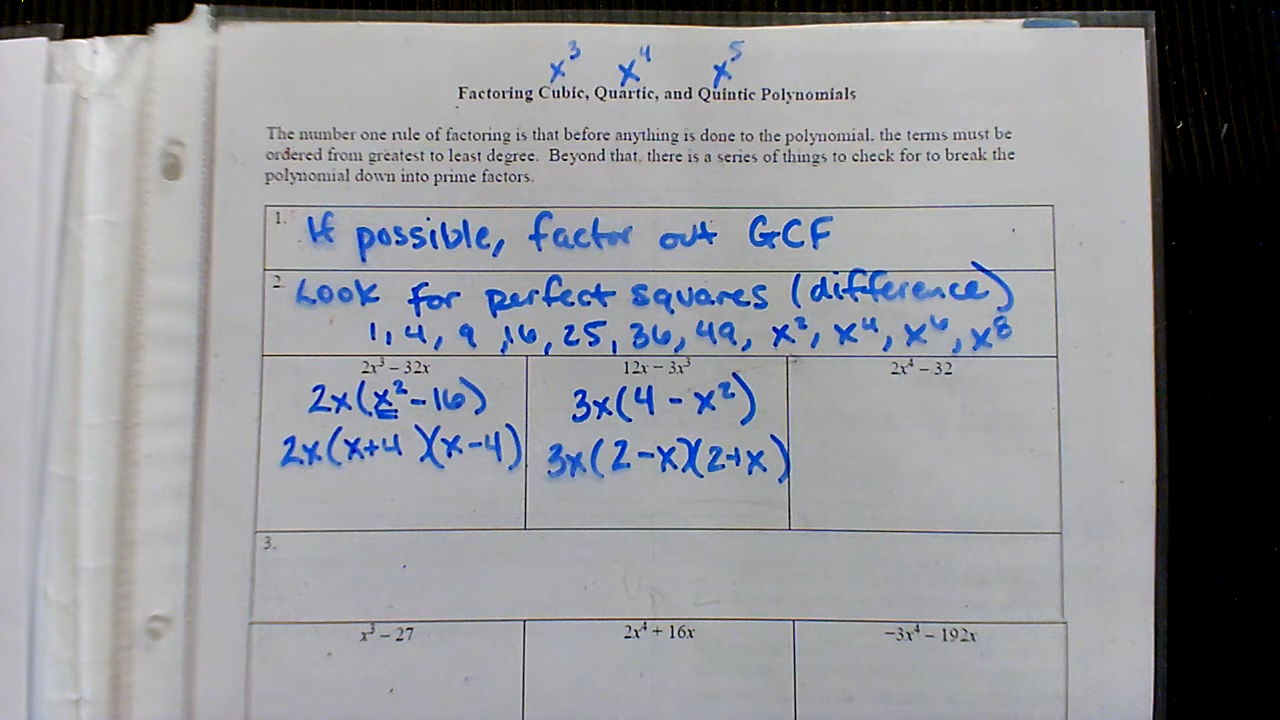 x³ x⁴ x⁵
Factoring Cubic, Quartic, and Quintic Polynomials
The number one rule of factoring is that before anything is done to the polynomial, the terms must be
ordered from greatest to least degree. Beyond that, there is a series of things to check for to break the
polynomial down into prime factors.
1. If possible, factor out GCF
2. Look for perfect squares (difference)
1, 4, 9, 16, 25, 36, 49, x², x⁴, x⁶, x⁸
2x³ – 32x 12x – 3x³ 2x⁴ – 32
2x(x²-16) 3x(4 - x²)
2x(x+4)(x-4) 3x(2-x)(2+x)
3.
x³ – 27 2x⁴ + 16x –3x⁴ – 192x